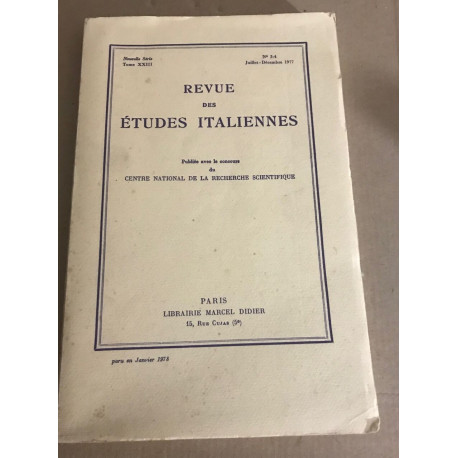 Nouvelle Série
Tome XXIII
Nº 3-4
Juillet-Décembre 1977
REVUE
DES
ÉTUDES ITALIENNES
Publiée avec le concours
du
CENTRE NATIONAL DE LA RECHERCHE SCIENTIFIQUE
PARIS
LIBRAIRIE MARCEL DIDIER
15, RUE CUJAS (5e)
paru en Janvier 1978